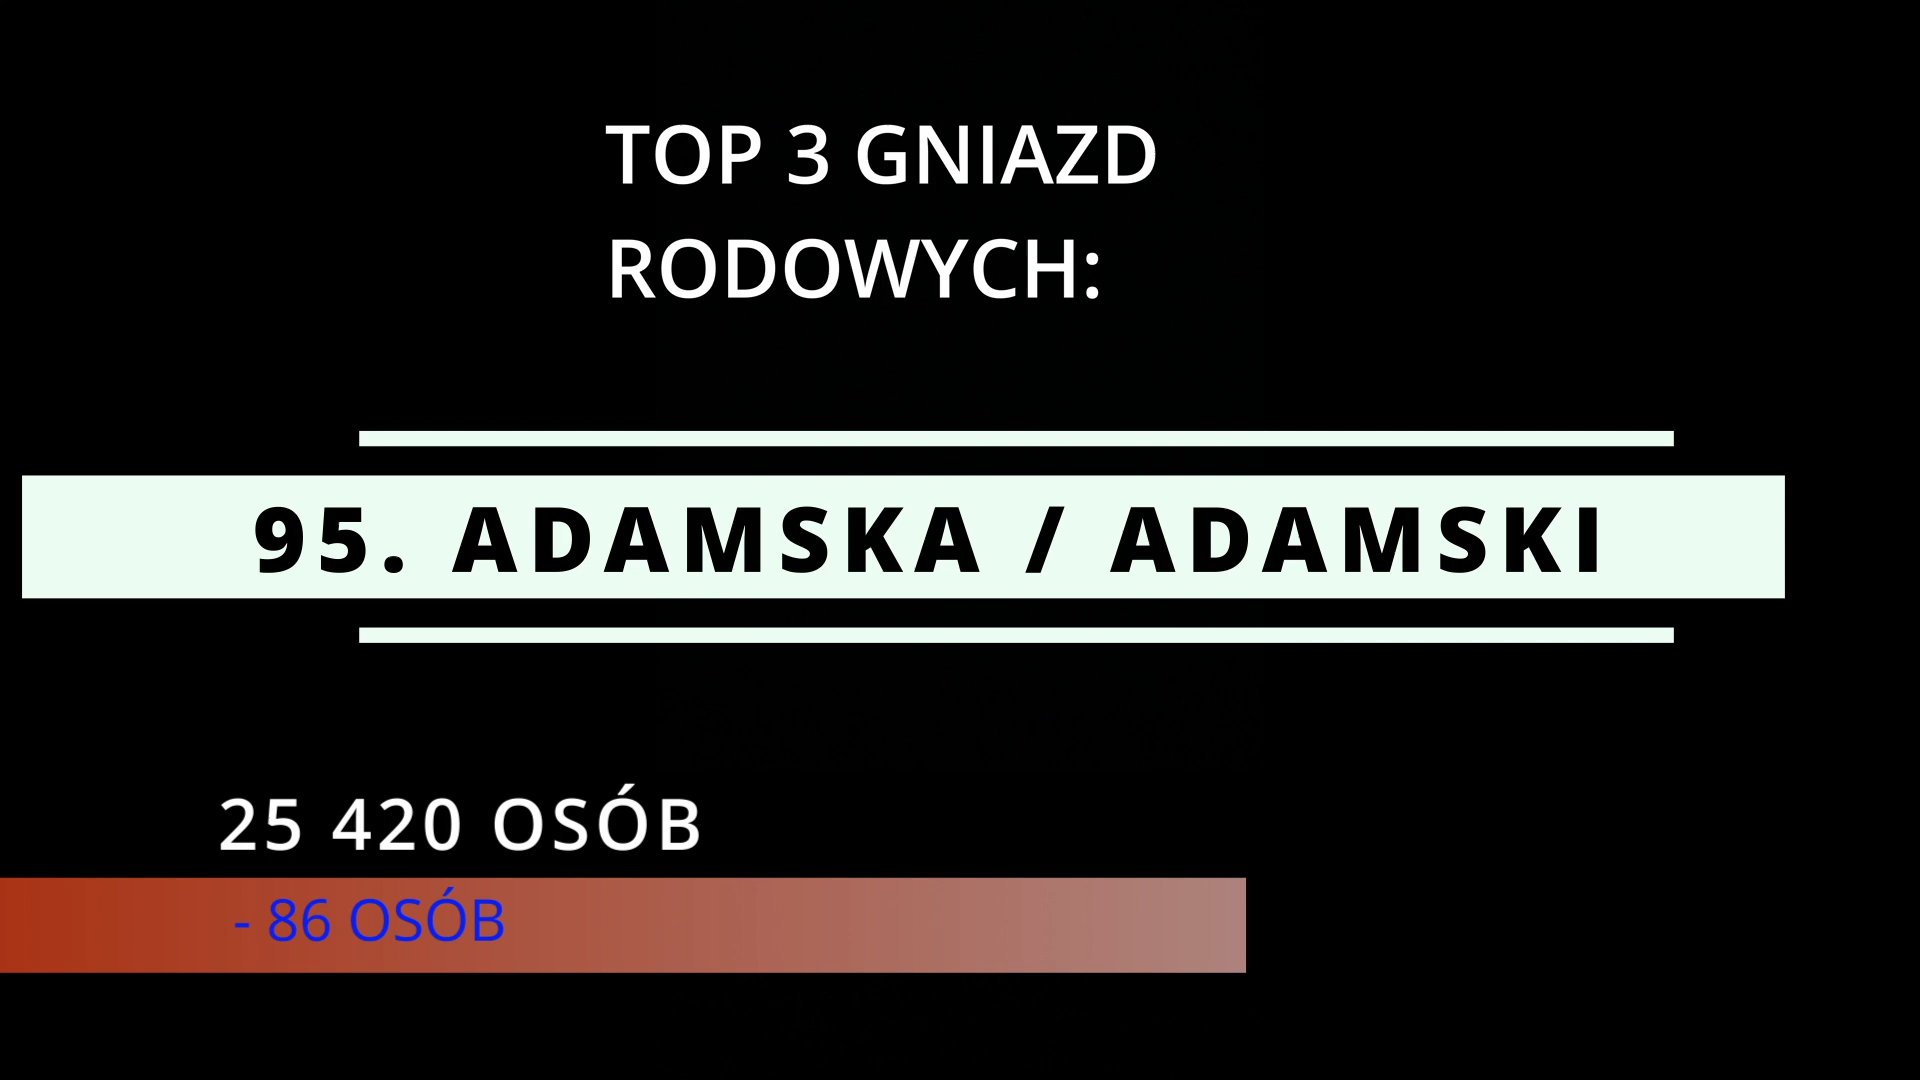 TOP 3 GNIAZD
RODOWYCH:
95. ADAMSKA / ADAMSKI
25 420 OSÓB
- 86 OSÓB